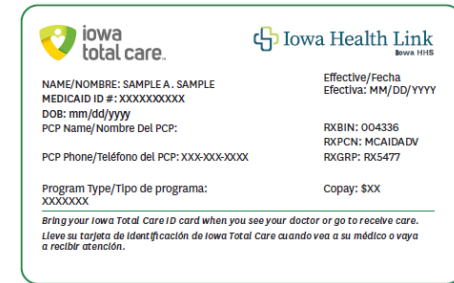 iowa
total care™
Iowa Health Link
Iowa HHS
NAME/NOMBRE: SAMPLE A. SAMPLE
MEDICAID ID #: XXXXXXXXXX
DOB: mm/dd/yyyy
PCP Name/Nombre Del PCP:
PCP Phone/Teléfono del PCP: XXX-XXX-XXXX
Program Type/Tipo de programa:
XXXXXXX
Effective/Fecha
Efectiva: MM/DD/YYYY
RXBIN: 004336
RXPCN: MCAIDADV
RXGRP: RX5477
Copay: $XX
Bring your Iowa Total Care ID card when you see your doctor or go to receive care.
Lleve su tarjeta de identificación de Iowa Total Care cuando vea a su médico o vaya
a recibir atención.